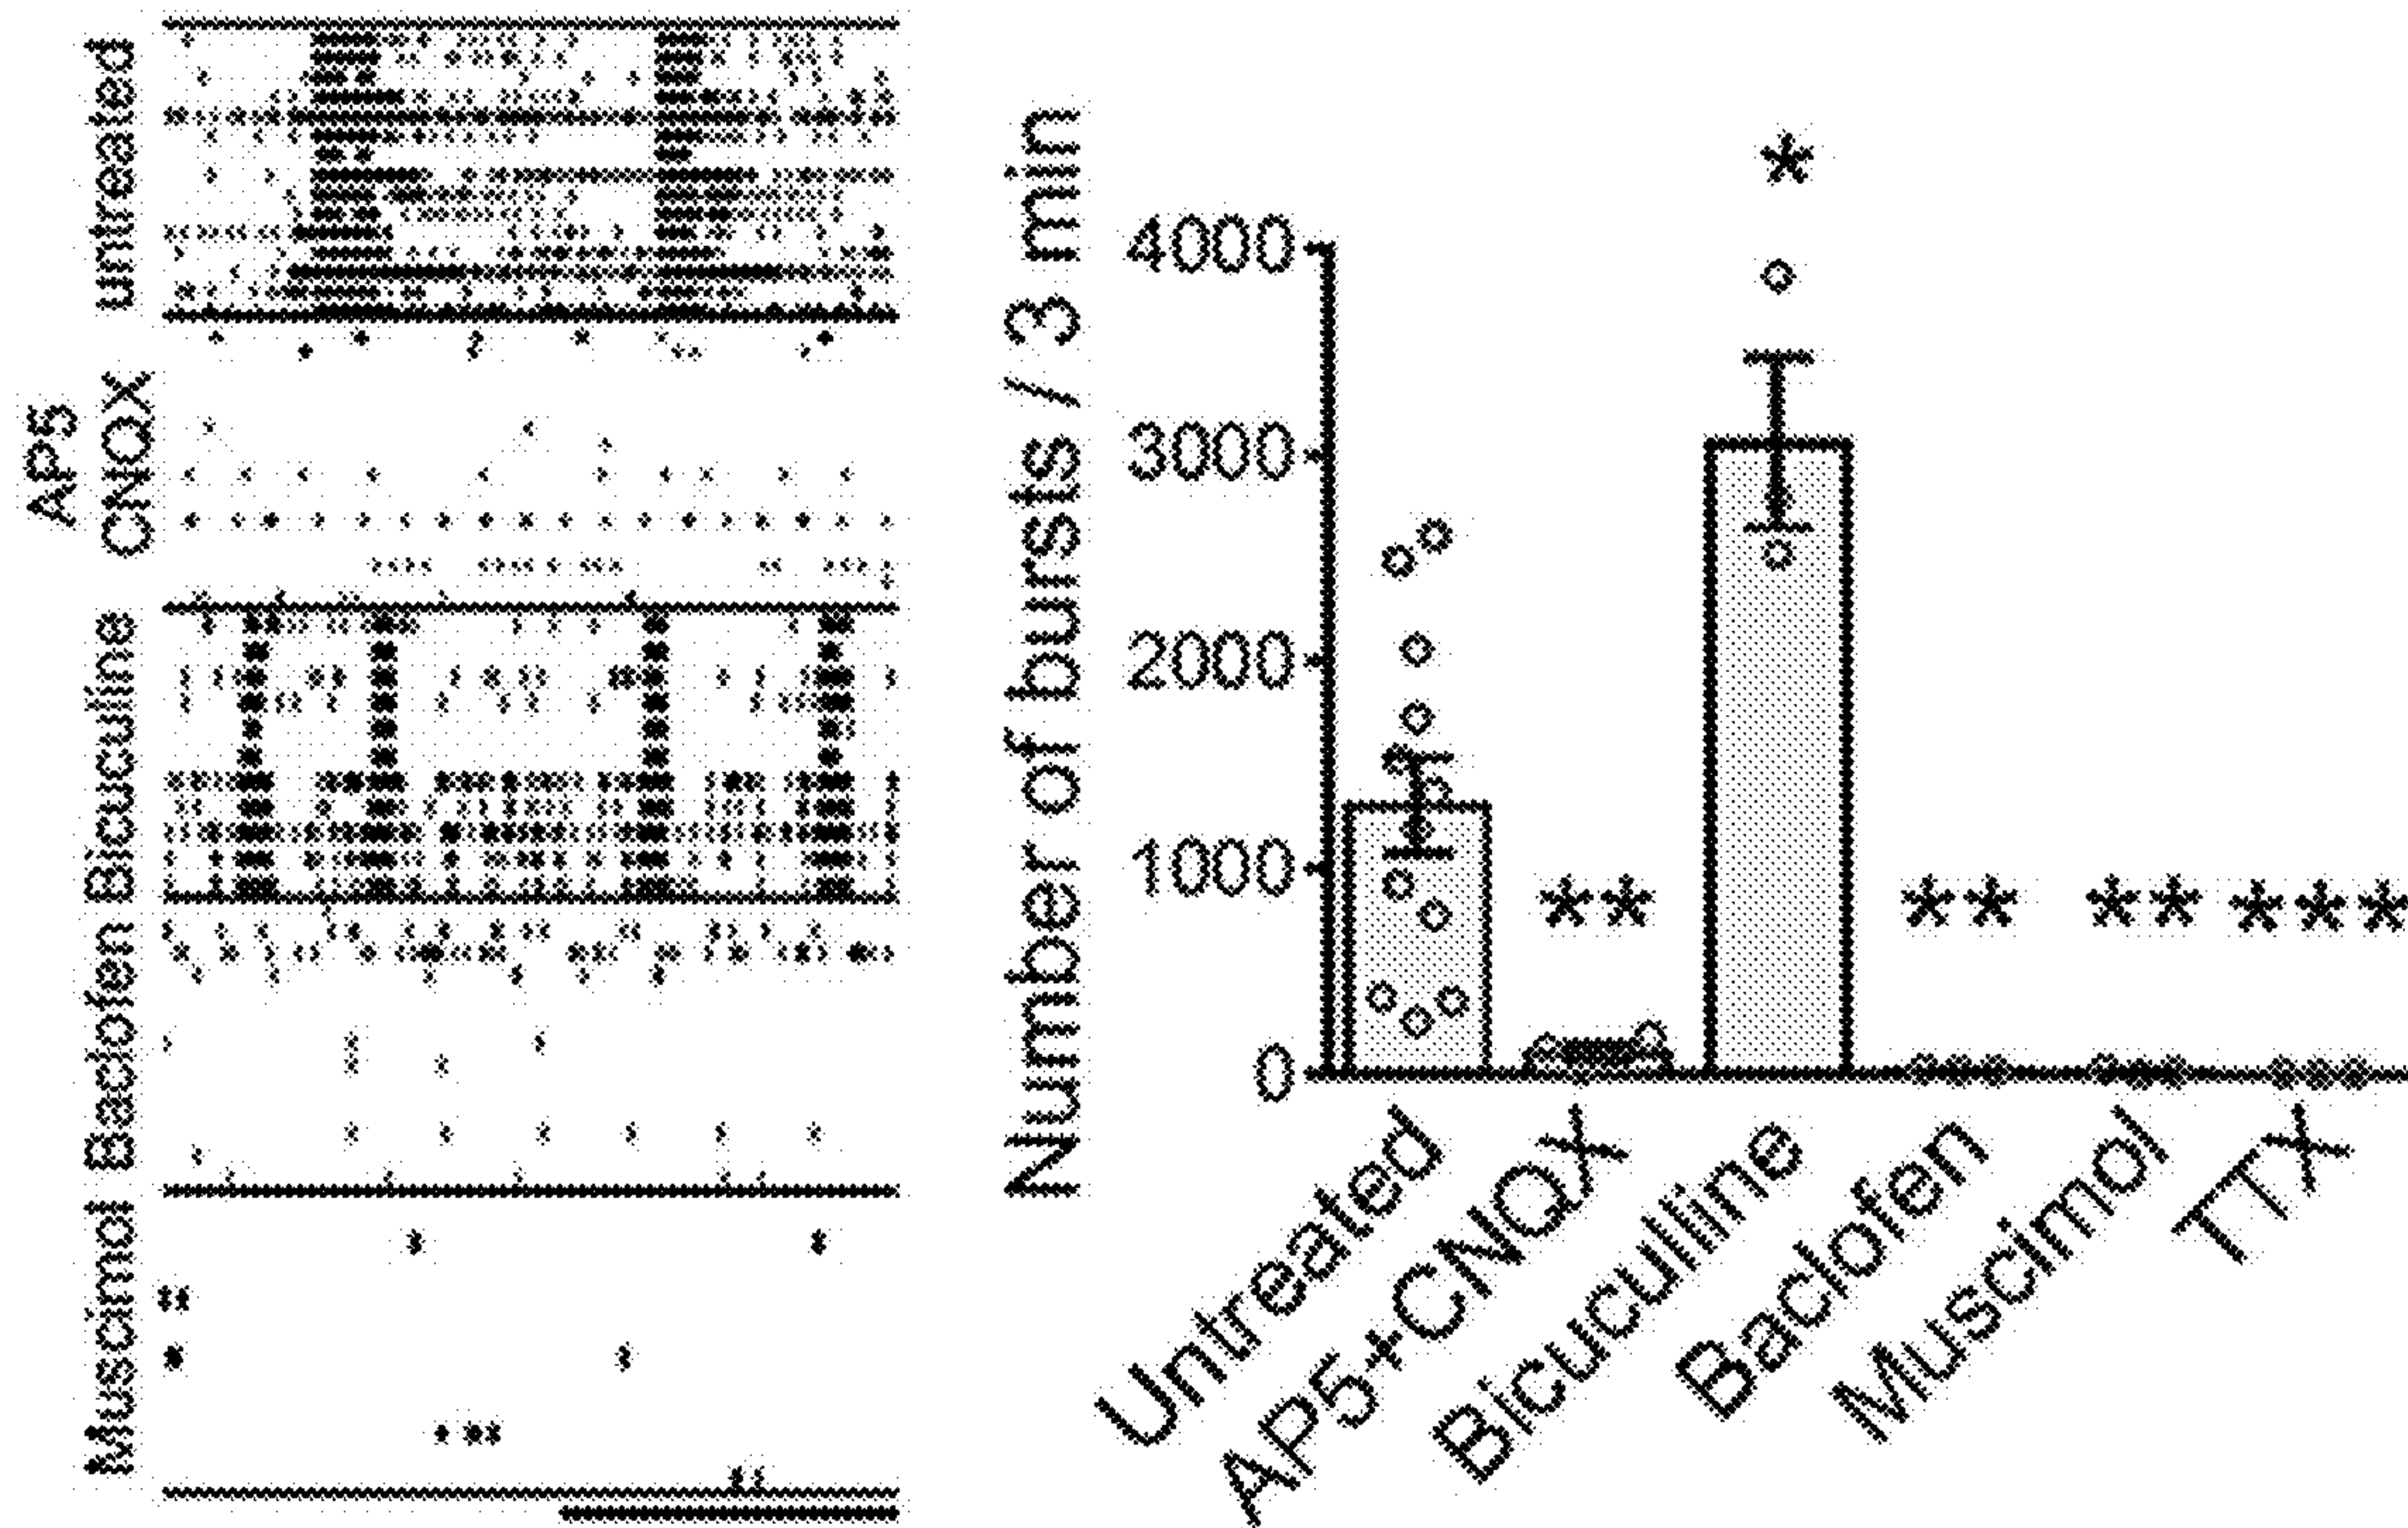 untreated
AP5
CNQX
Bicuculine
Baclofen
Muscimol
Number of bursts / 3 min
4000
3000
2000
1000
0
*
**
**
**
***
Untreated
AP5+CNQX
Bicuculline
Baclofen
Muscimol
TTX